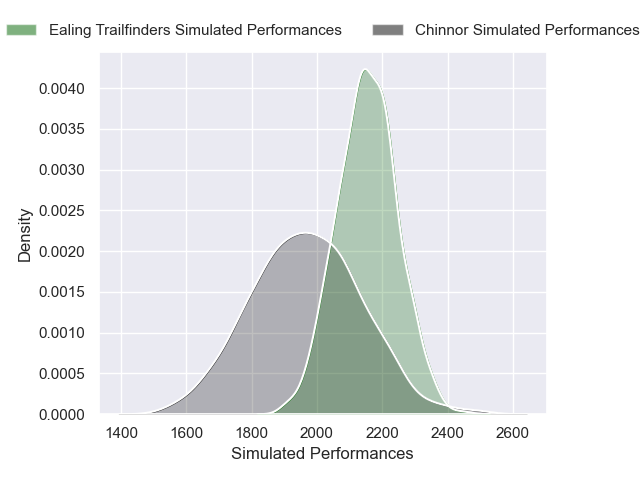 Ealing Trailfinders Simulated Performances
Chinnor Simulated Performances
0.0040
0.0035
0.0030
0.0025
0.0020
0.0015
0.0010
0.0005
0.0000
Density
1400 1600 1800 2000 2200 2400 2600
Simulated Performances